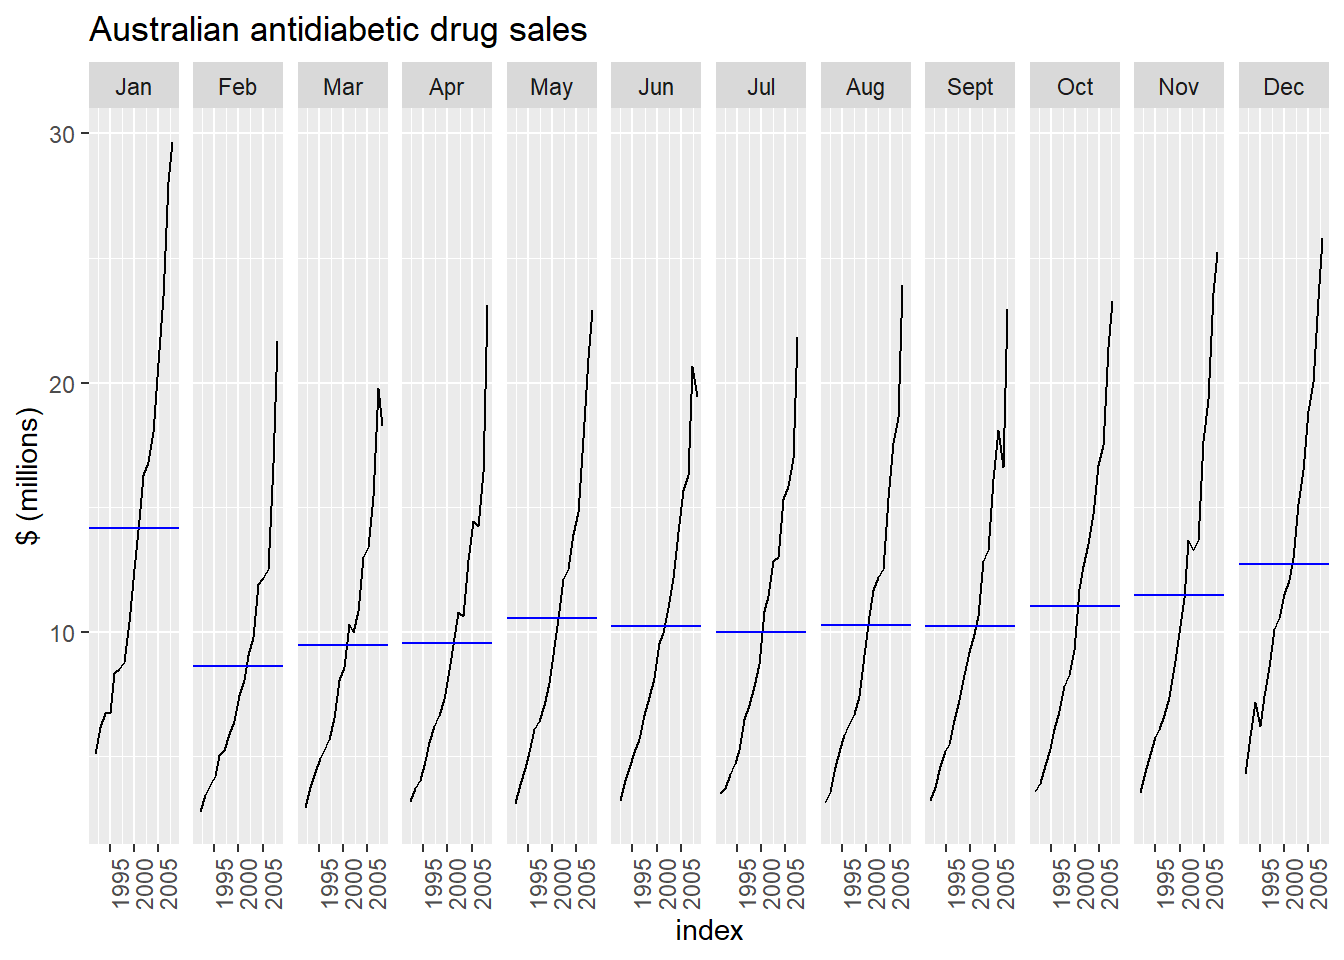 Australian antidiabetic drug sales
Jan Feb Mar Apr May Jun Jul Aug Sept Oct Nov Dec
30
20
10
$ (millions)
1995 2000 2005 1995 2000 2005 1995 2000 2005 1995 2000 2005 1995 2000 2005 1995 2000 2005 1995 2000 2005 1995 2000 2005 1995 2000 2005 1995 2000 2005 1995 2000 2005 1995 2000 2005
index